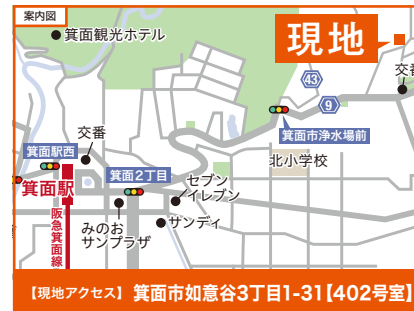 案内図
箕面観光ホテル
現地
43
9
交番
箕面市浄水場前
北小学校
交番
箕面駅西
箕面2丁目
箕面駅
セブン
イレブン
みのお
サンプラザ
サンディ
阪急箕面線
【現地アクセス】 箕面市如意谷3丁目1-31【402号室】